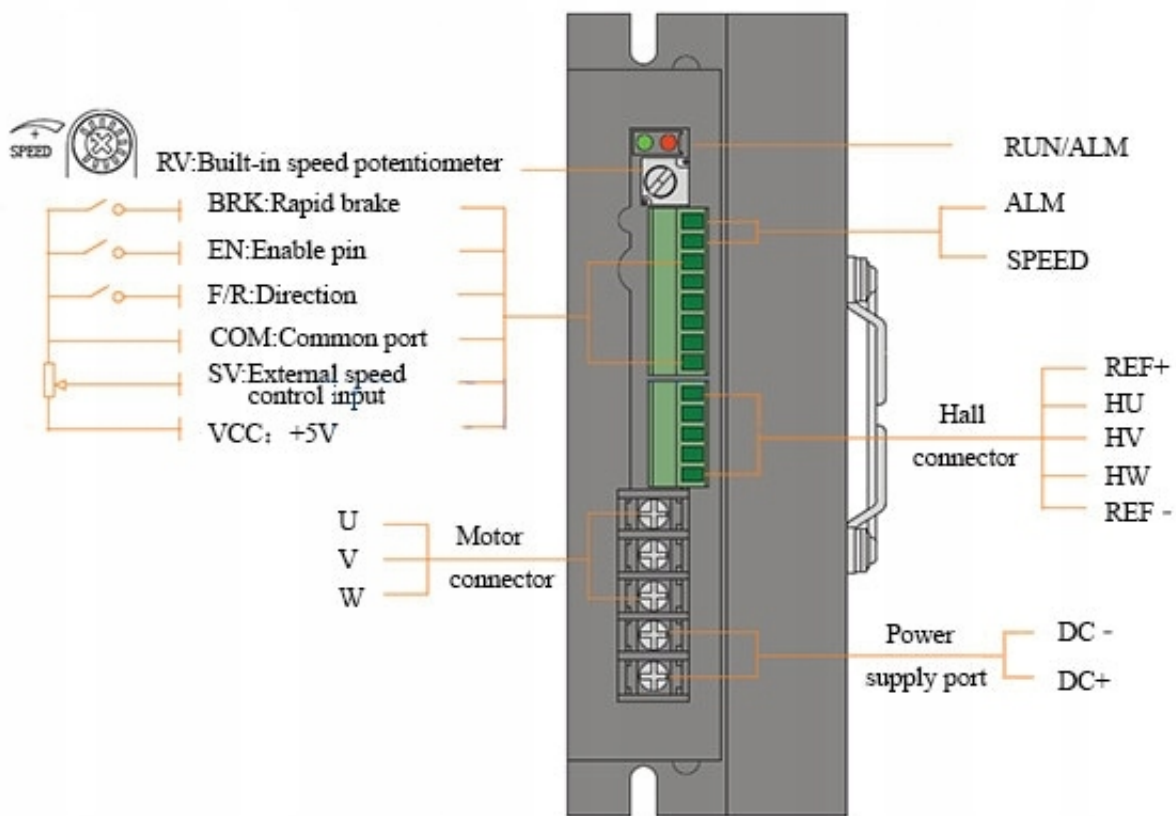 SPEED
RV:Built-in speed potentiometer
BRK:Rapid brake
EN:Enable pin
F/R:Direction
COM:Common port
SV:External speed
control input
VCC：+5V
RUN/ALM
ALM
SPEED
Hall
connector
REF+
HU
HV
HW
REF -
U
V
W
Motor
connector
Power
supply port
DC -
DC+